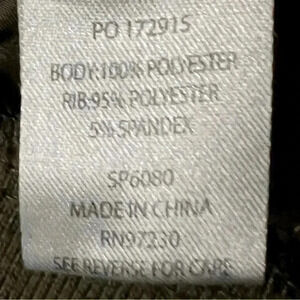 PO 172915
BODY:100% POLYESTER
RIB:95% POLYESTER
5% SPANDEX
SP6080
MADE IN CHINA
RN97230
SEE REVERSE FOR CARE